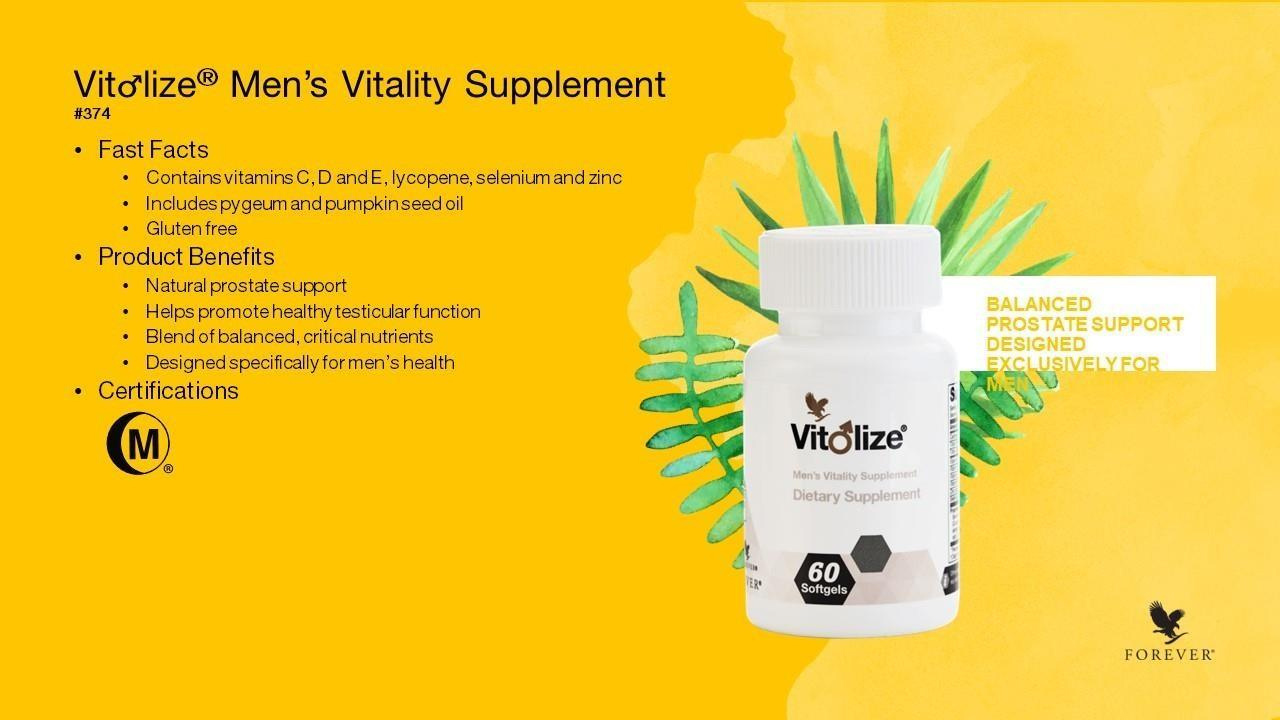 Vit♂lize® Men's Vitality Supplement
#374
• Fast Facts
• Contains vitamins C, D and E, lycopene, selenium and zinc
• Includes pygeum and pumpkin seed oil
• Gluten free
• Product Benefits
• Natural prostate support
• Helps promote healthy testicular function
• Blend of balanced, critical nutrients
• Designed specifically for men's health
• Certifications
M®
BALANCED
PROSTATE SUPPORT
DESIGNED
EXCLUSIVELY FOR
MEN
Vit♂lize®
Men's Vitality Supplement
Dietary Supplement
60
Softgels
FOREVER®